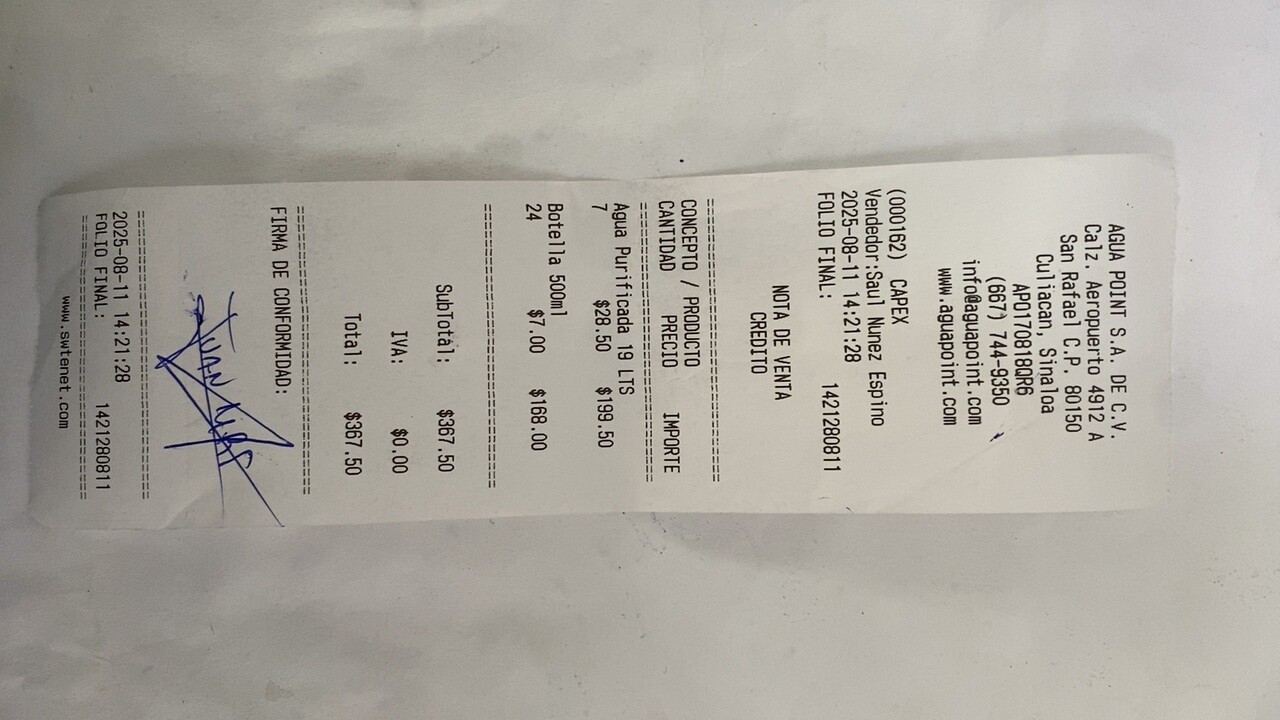 AGUA POINT S.A. DE C.V.
Calz. Aeropuerto 4912 A
San Rafael C.P. 80150
Culiacan, Sinaloa
APO170818QR6
(667) 744-9350
info@aguapoint.com
www.aguapoint.com
NOTA DE VENTA
CREDITO
(000162) CAPEX
Vendedor:Saul Nunez Espino
2025-08-11 14:21:28
FOLIO FINAL: 1421280811
==============================
CONCEPTO / PRODUCTO
CANTIDAD PRECIO IMPORTE
==============================
Agua Purificada 19 LTS
7 $28.50 $199.50
Botella 500ml
24 $7.00 $168.00
==============================
SubTotal: $367.50
IVA: $0.00
Total: $367.50
==============================
FIRMA DE CONFORMIDAD:
JUAN
==============================
2025-08-11 14:21:28
FOLIO FINAL: 1421280811
==============================
www.swtenet.com